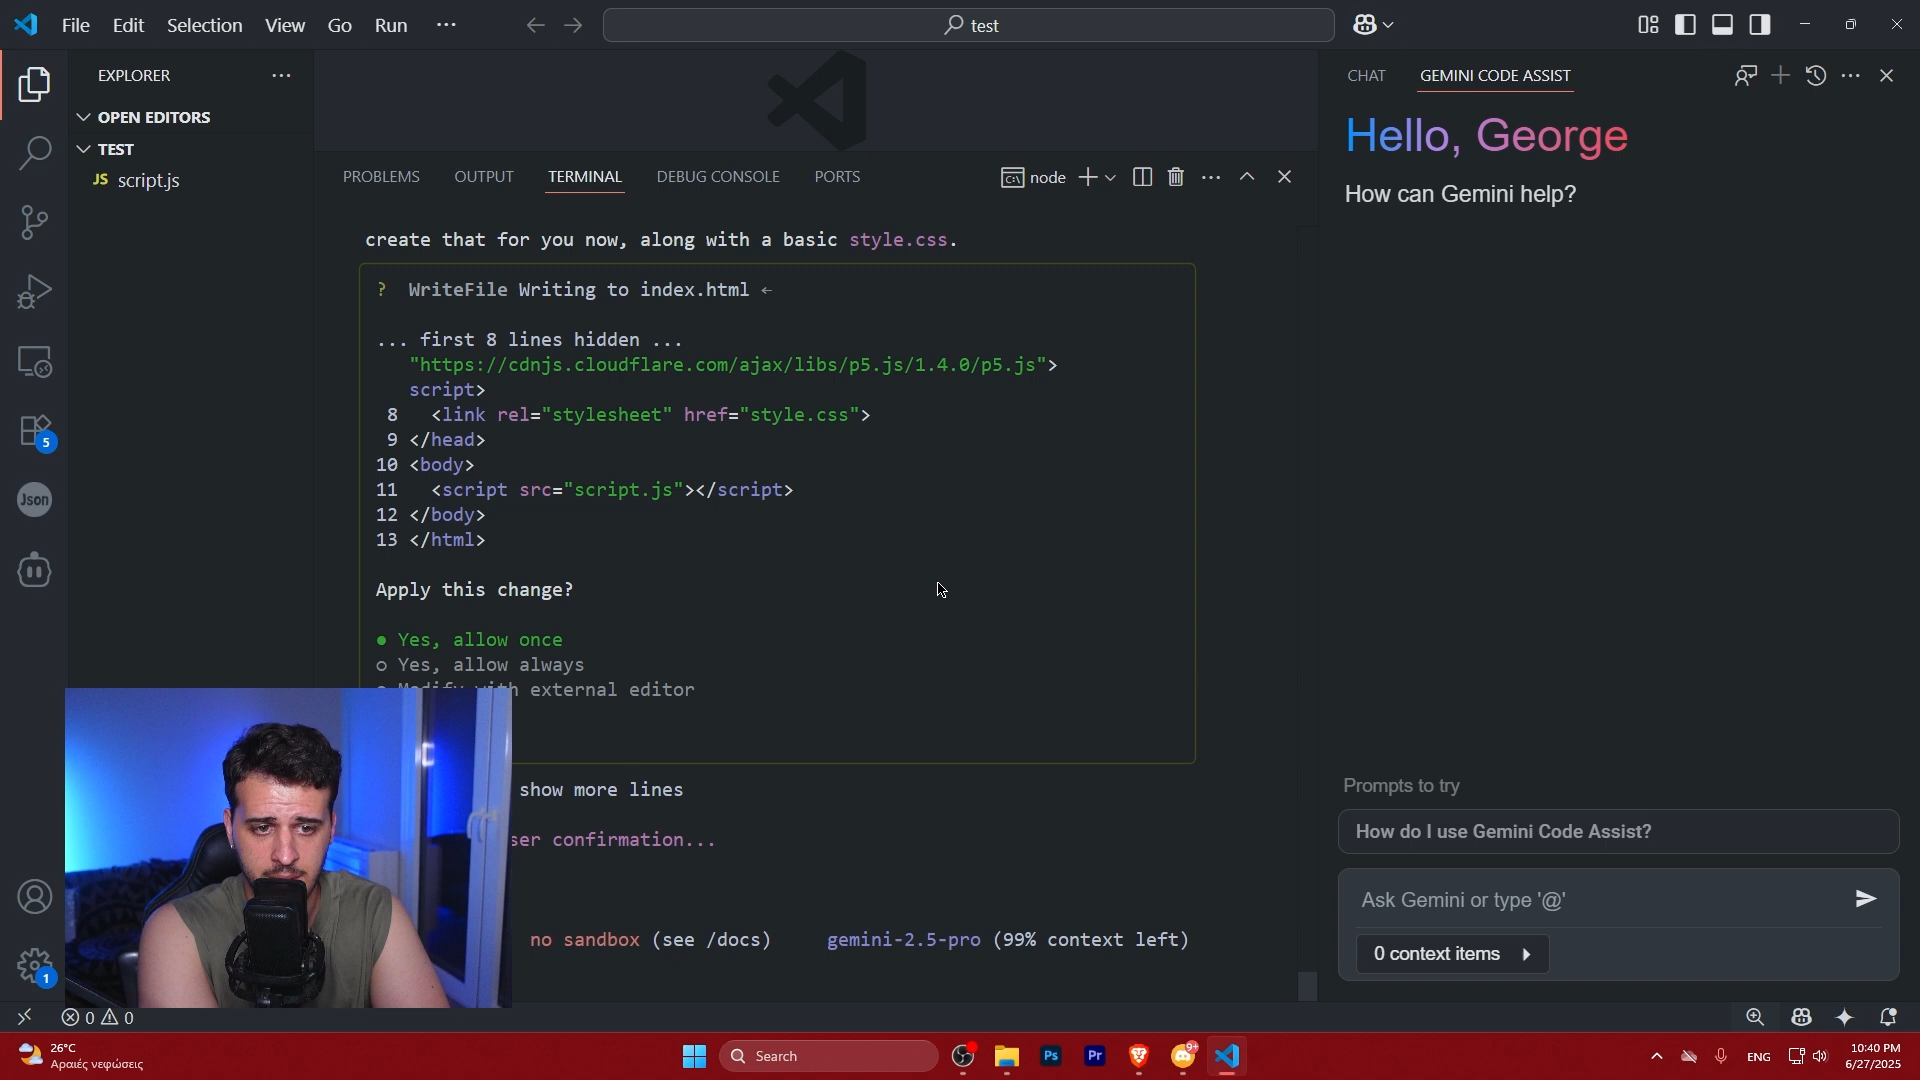 File Edit Selection View Go Run ···
test
EXPLORER ···
OPEN EDITORS
TEST
JS script.js
5
Json
1
PROBLEMS OUTPUT TERMINAL DEBUG CONSOLE PORTS
node
create that for you now, along with a basic style.css.
? WriteFile Writing to index.html ←
... first 8 lines hidden ...
"https://cdnjs.cloudflare.com/ajax/libs/p5.js/1.4.0/p5.js">
script>
8 <link rel="stylesheet" href="style.css">
9 </head>
10 <body>
11 <script src="script.js"></script>
12 </body>
13 </html>
Apply this change?
● Yes, allow once
○ Yes, allow always
external editor
show more lines
ser confirmation...
no sandbox (see /docs) gemini-2.5-pro (99% context left)
CHAT GEMINI CODE ASSIST
Hello, George
How can Gemini help?
Prompts to try
How do I use Gemini Code Assist?
Ask Gemini or type '@'
0 context items
0 0
26°C
Αραιές νεφώσεις
Search
Ps
Pr
9+
ENG
10:40 PM
6/27/2025